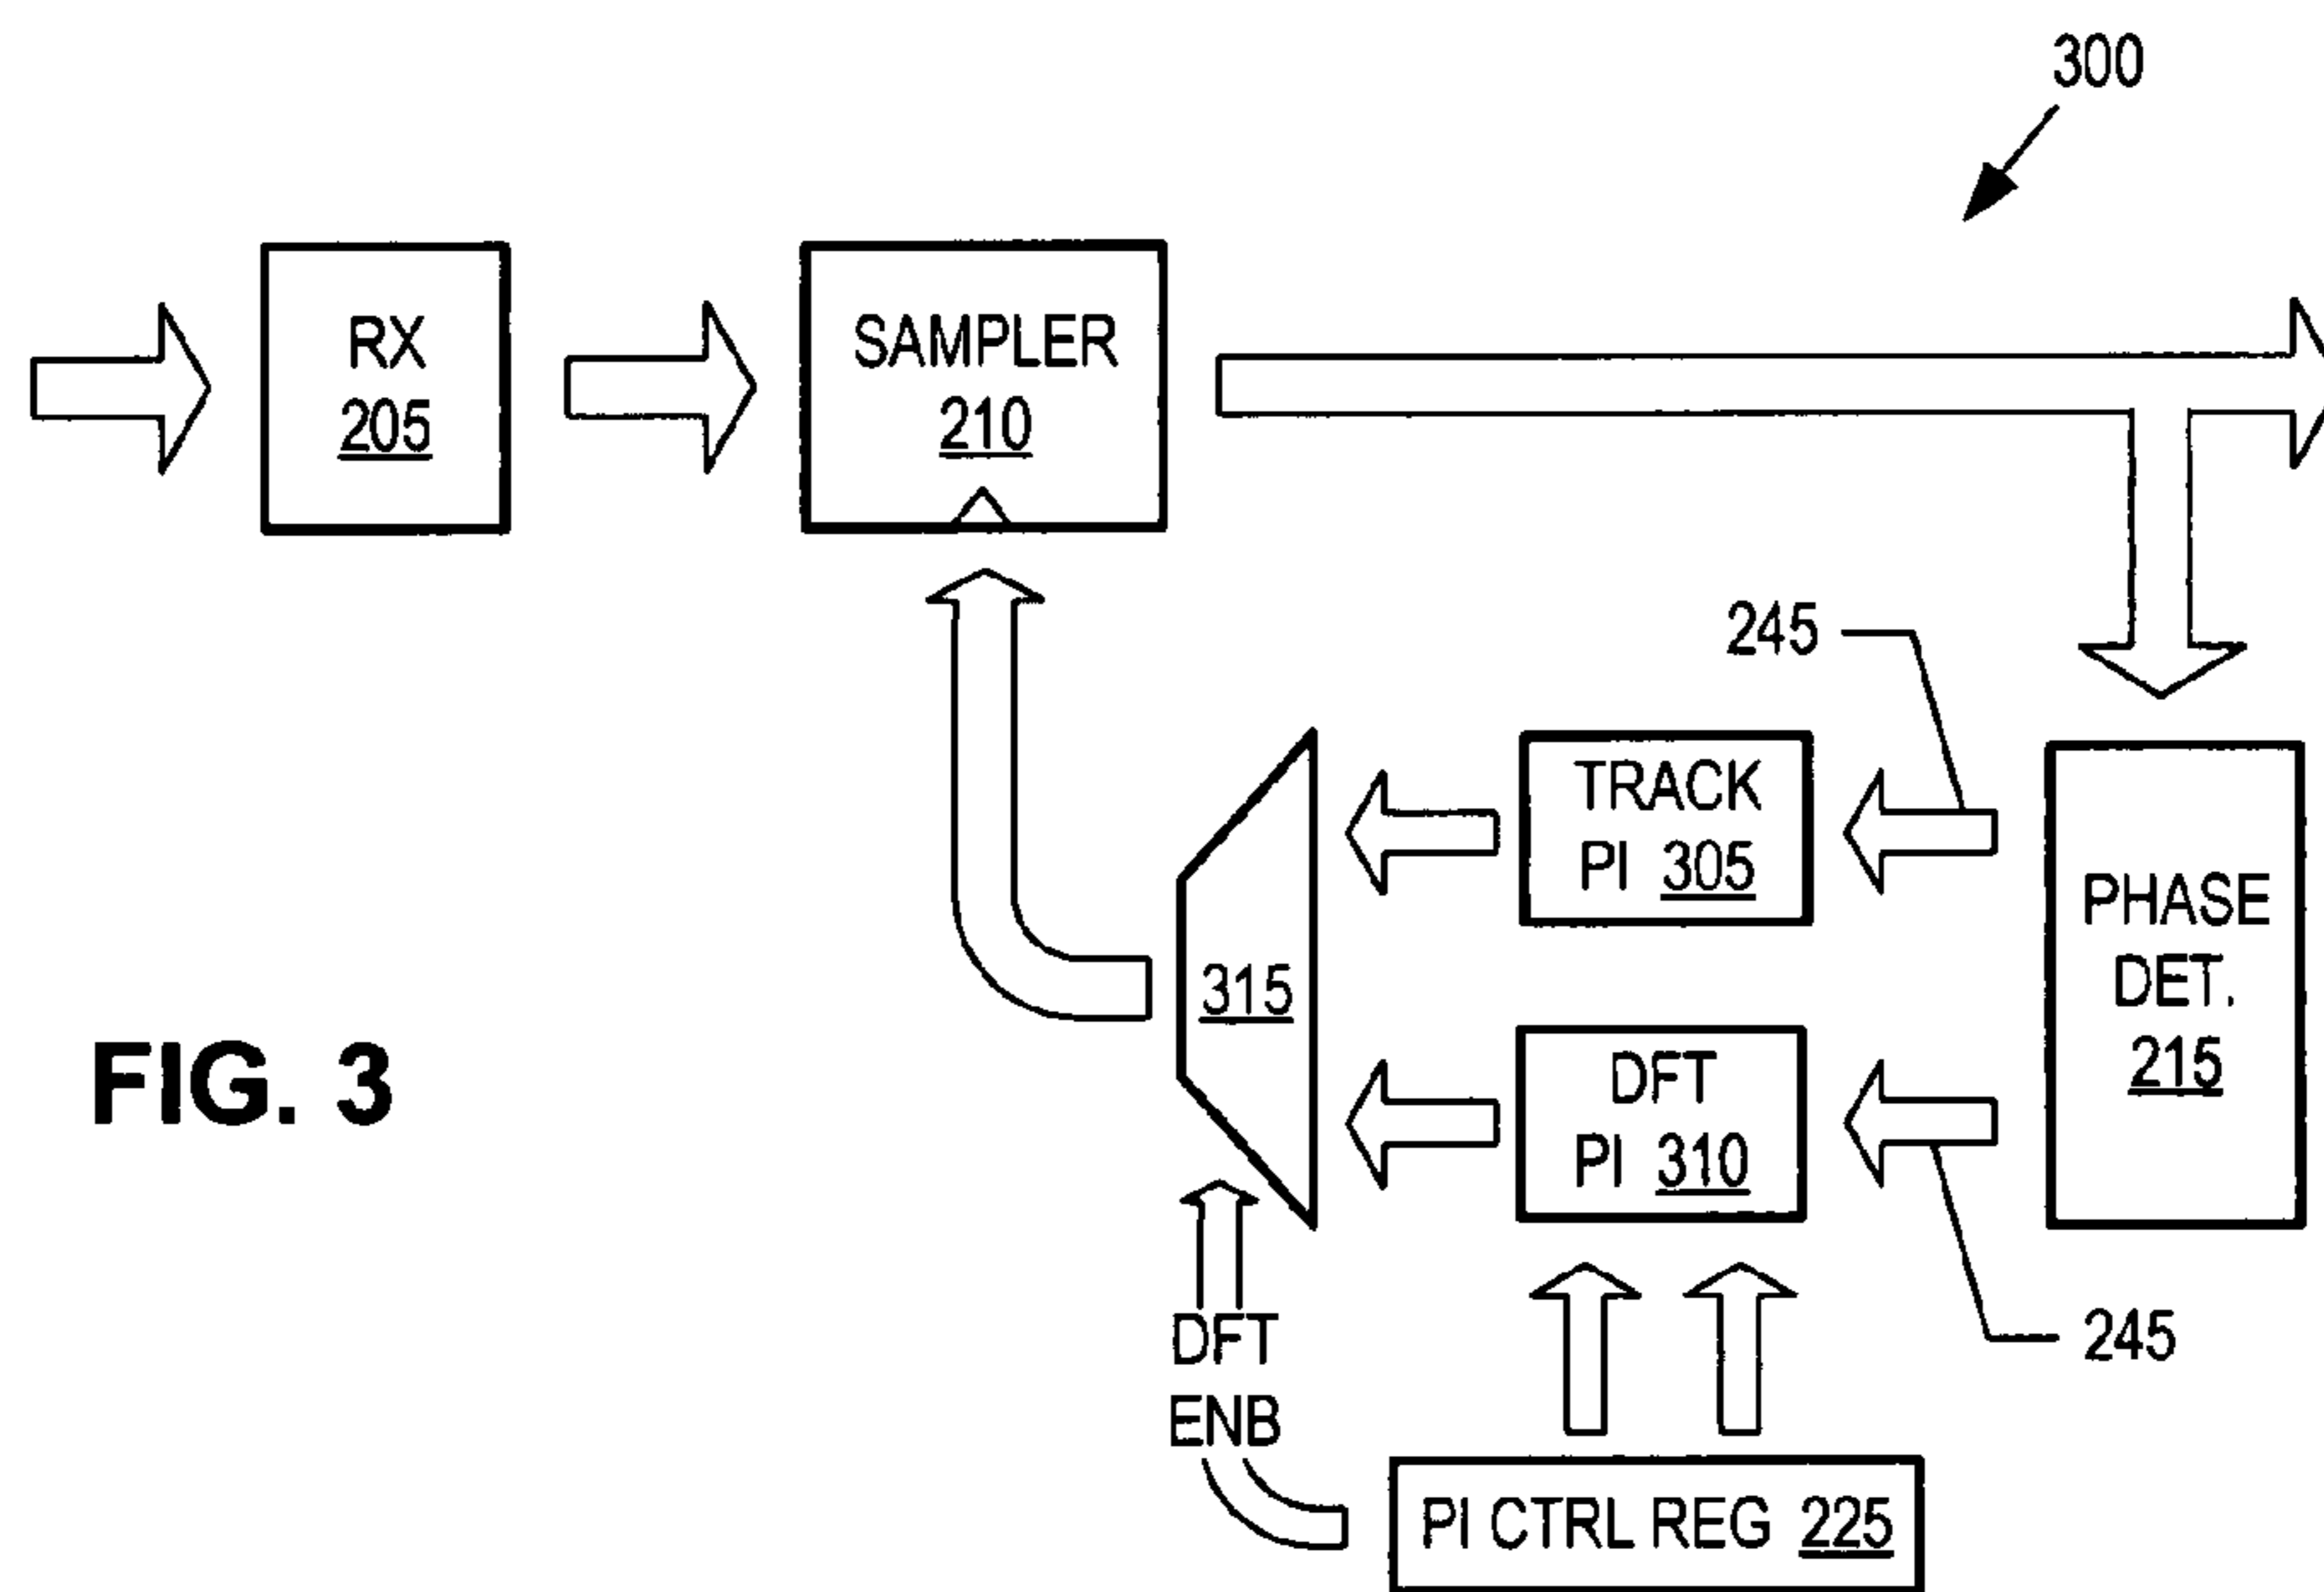 300
RX
205
SAMPLER
210
245
TRACK
PI 305
PHASE
DET.
215
315
DFT
PI 310
FIG. 3
245
DFT
ENB
PI CTRL REG 225